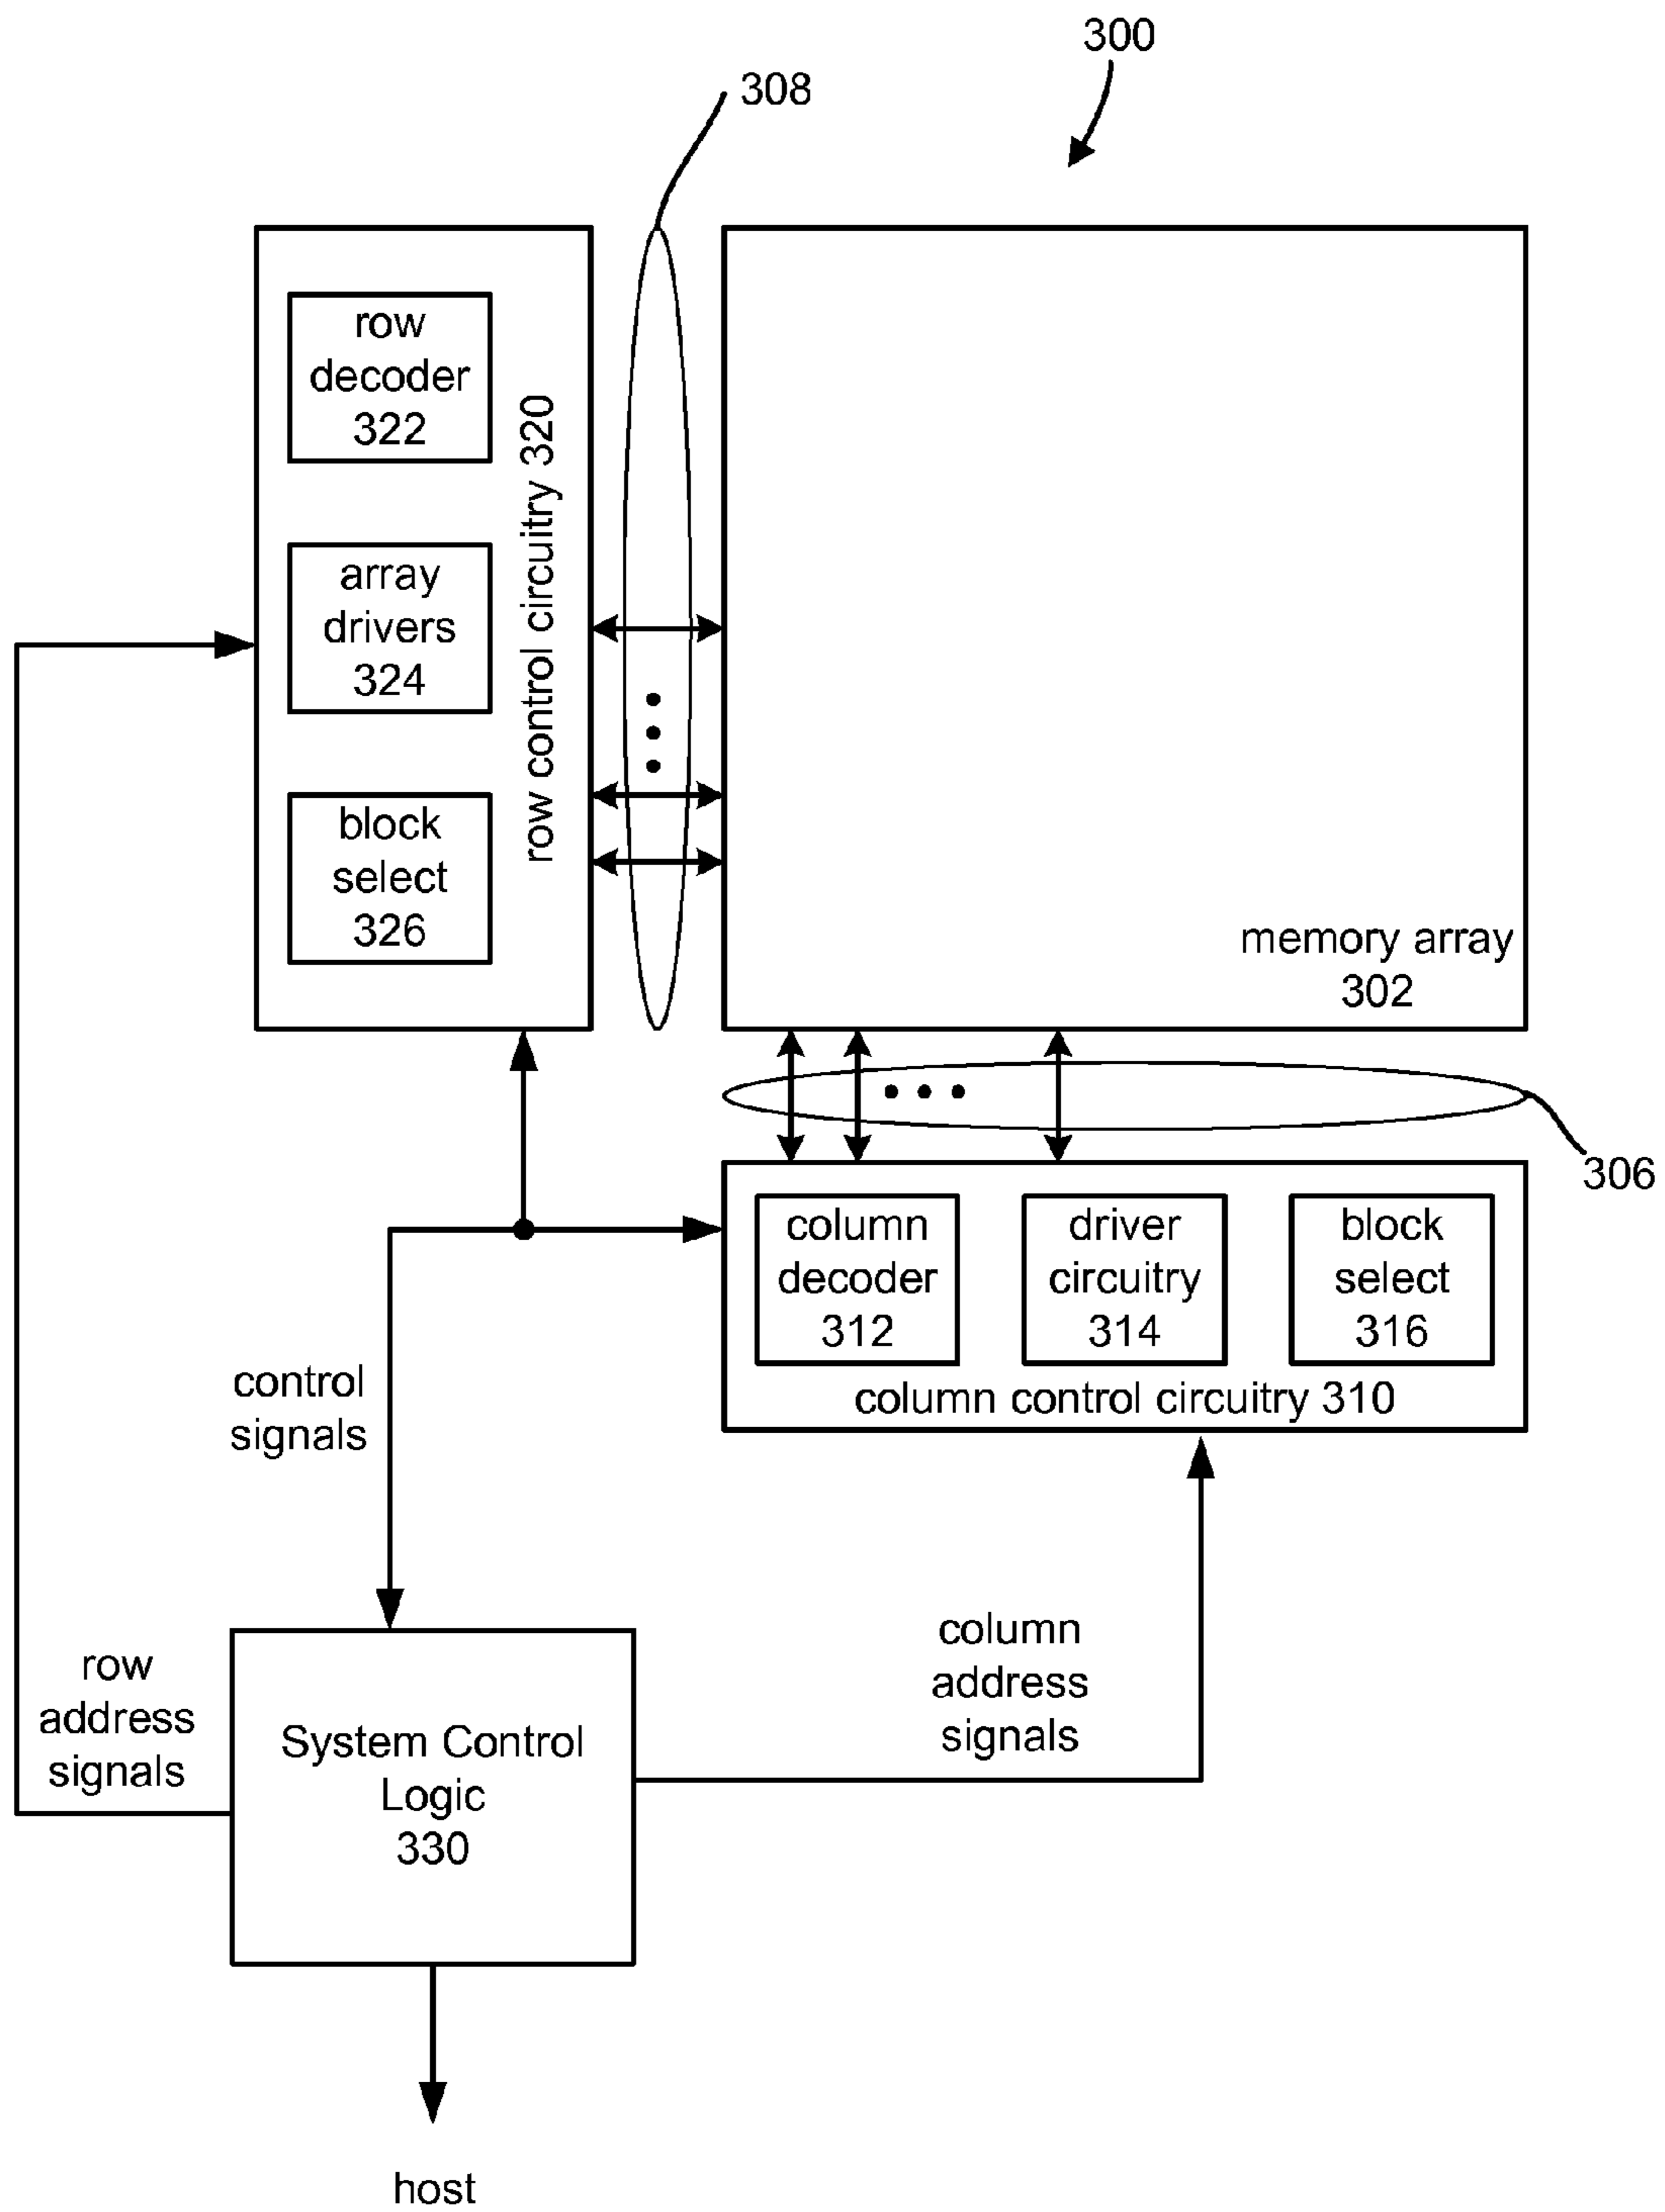 300
308
row
decoder
322
array
drivers
324
block
select
326
row control circuitry 320
memory array
302
306
column
decoder
312
driver
circuitry
314
block
select
316
column control circuitry 310
control
signals
row
address
signals
System Control
Logic
330
column
address
signals
host